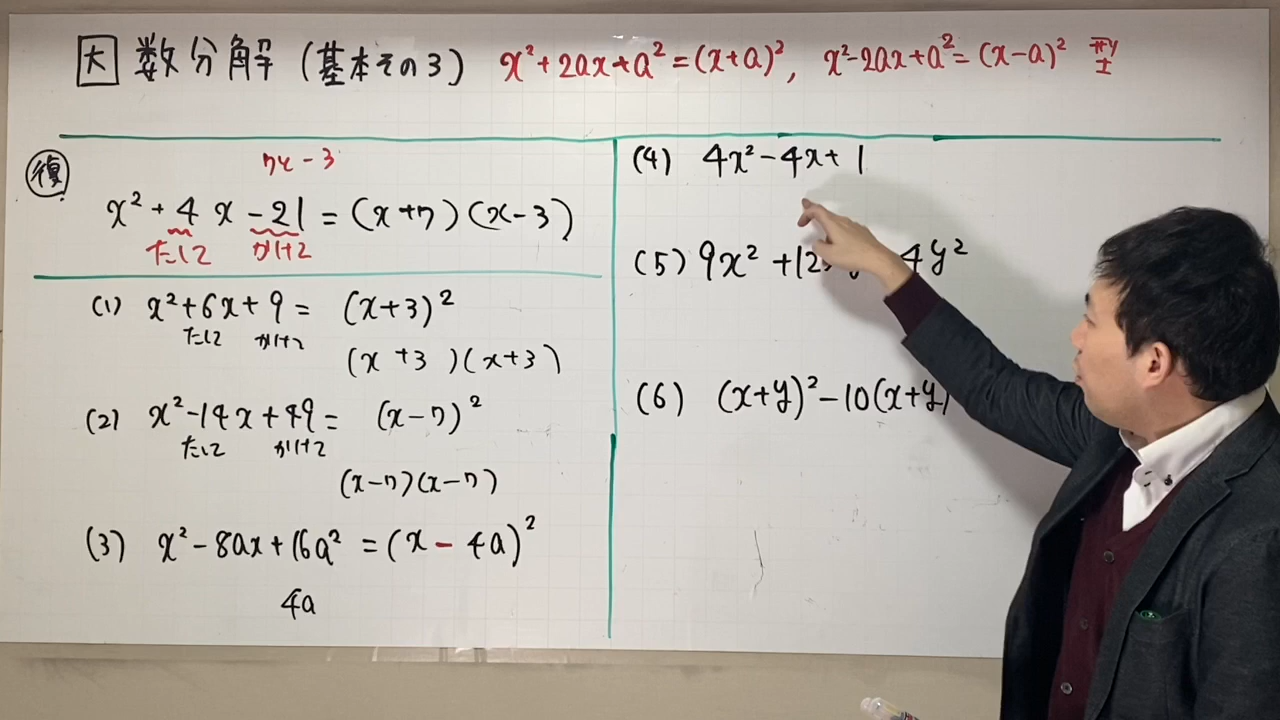 因数分解(基本その3) x²+2ax+a²=(x+a)², x²-2ax+a²=(x-a)² 型
復
7と-3
x²+4x-21=(x+7)(x-3)
たして かけて
(1) x²+6x+9= (x+3)²
たして かけて
(x+3)(x+3)
(2) x²-14x+49= (x-7)²
たして かけて
(x-7)(x-7)
(3) x²-8ax+16a²=(x-4a)²
4a
(4) 4x²-4x+1
(5) 9x²+12 4y²
(6) (x+y)²-10(x+y)